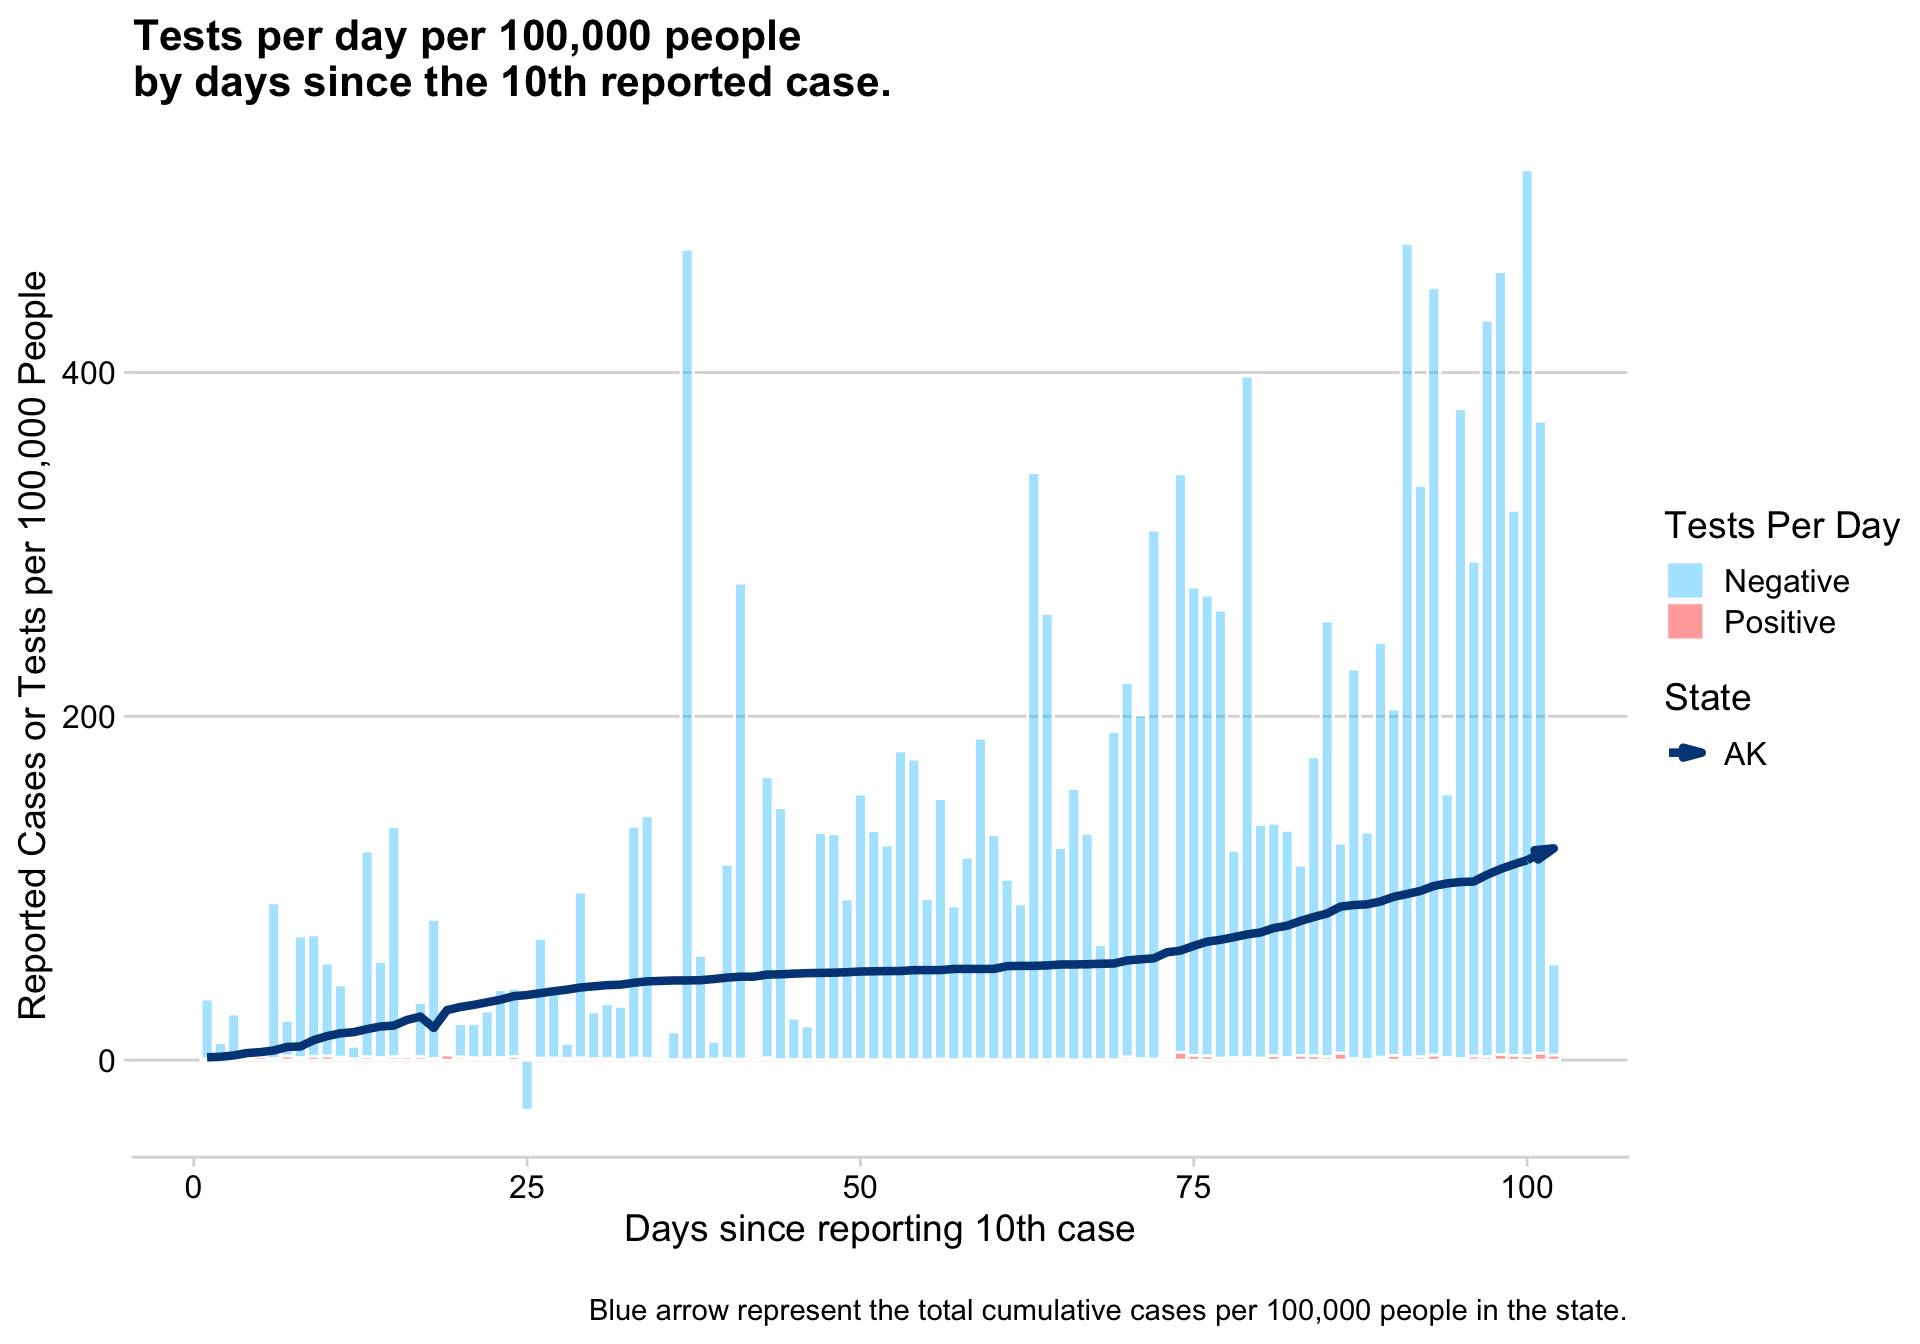 Tests per day per 100,000 people
by days since the 10th reported case.
Reported Cases or Tests per 100,000 People
400
200
0
0
25
50
75
100
Days since reporting 10th case
Tests Per Day
Negative
Positive
State
AK
Blue arrow represent the total cumulative cases per 100,000 people in the state.